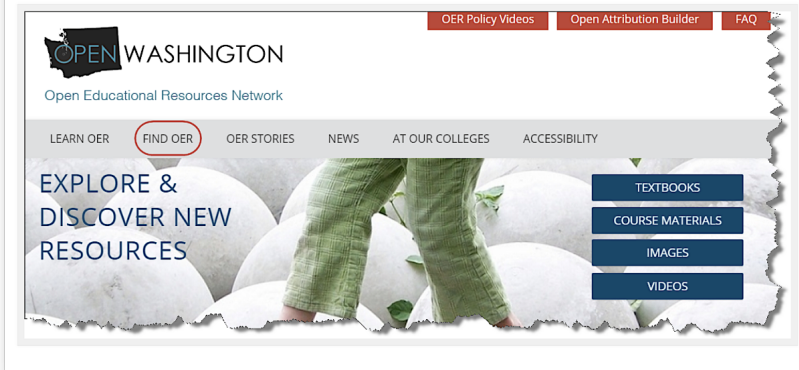 OER Policy Videos
Open Attribution Builder
FAQ
OPEN WASHINGTON
Open Educational Resources Network
LEARN OER
FIND OER
OER STORIES
NEWS
AT OUR COLLEGES
ACCESSIBILITY
EXPLORE &
DISCOVER NEW
RESOURCES
TEXTBOOKS
COURSE MATERIALS
IMAGES
VIDEOS